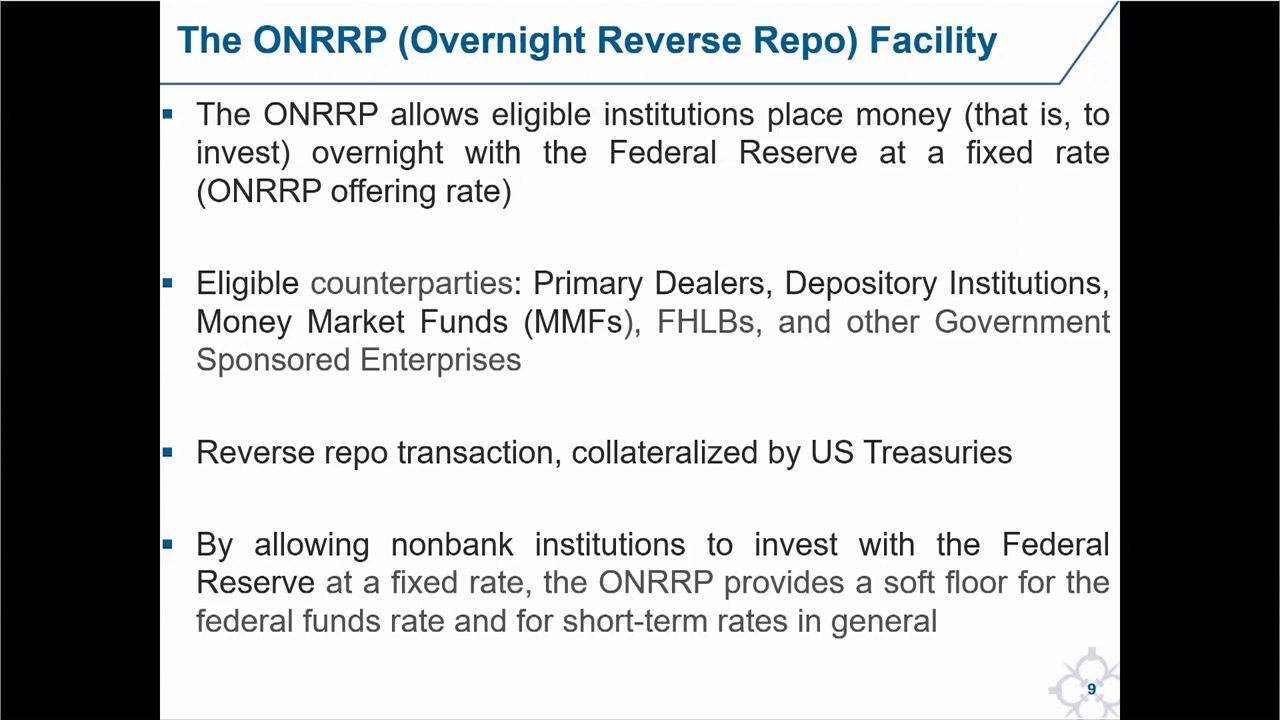 The ONRRP (Overnight Reverse Repo) Facility
▪ The ONRRP allows eligible institutions place money (that is, to
invest) overnight with the Federal Reserve at a fixed rate
(ONRRP offering rate)
▪ Eligible counterparties: Primary Dealers, Depository Institutions,
Money Market Funds (MMFs), FHLBs, and other Government
Sponsored Enterprises
▪ Reverse repo transaction, collateralized by US Treasuries
▪ By allowing nonbank institutions to invest with the Federal
Reserve at a fixed rate, the ONRRP provides a soft floor for the
federal funds rate and for short-term rates in general
9